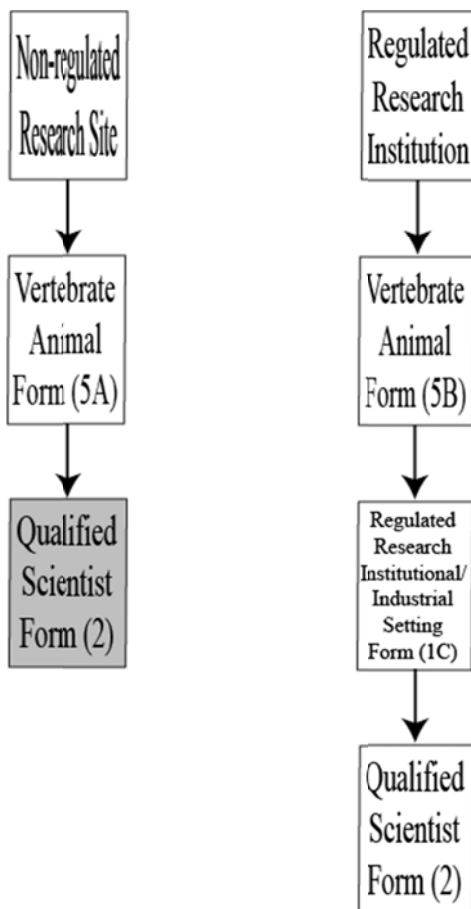 Non-regulated
Research Site
Vertebrate
Animal
Form (5A)
Qualified
Scientist
Form (2)
Regulated
Research
Institution
Vertebrate
Animal
Form (5B)
Regulated
Research
Institutional/
Industrial
Setting
Form (1C)
Qualified
Scientist
Form (2)